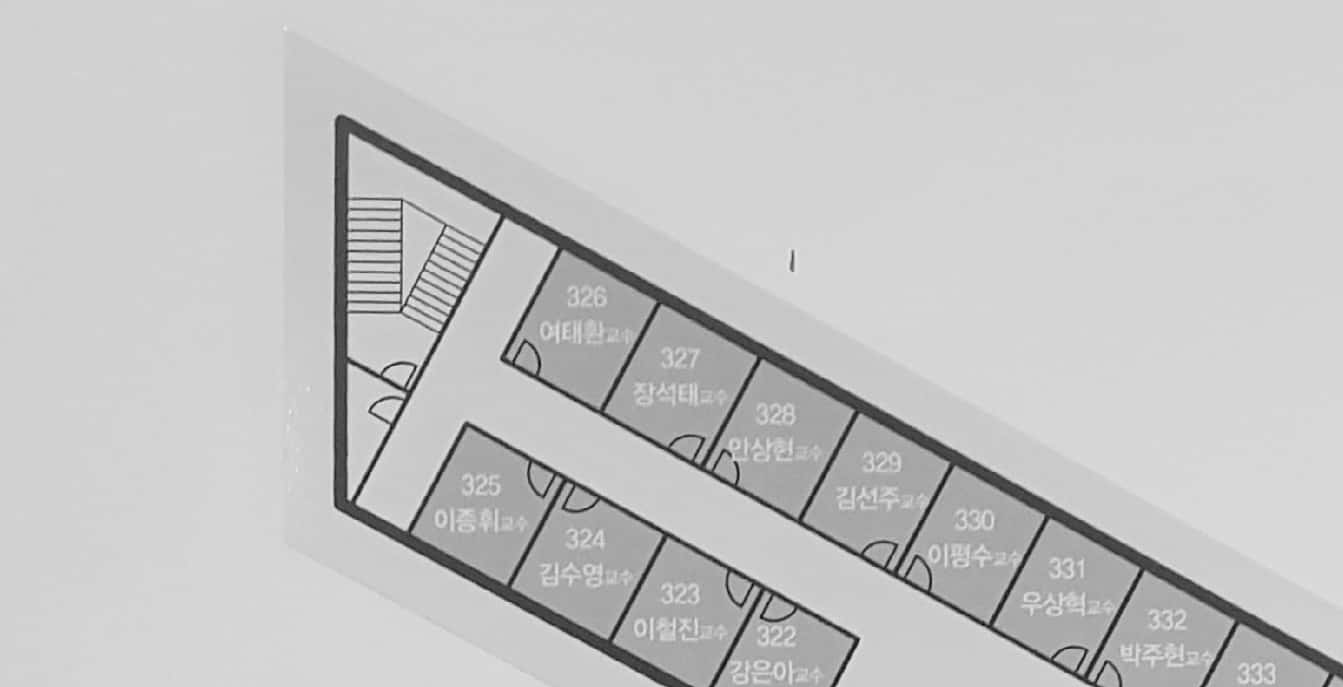 326
여태환교수
327
장석태교수
328
민상현교수
329
김선주교수
330
이평수교수
331
우상혁교수
332
박주현교수
333
325
이종휘교수
324
김수영교수
323
이철진교수
322
강은아교수